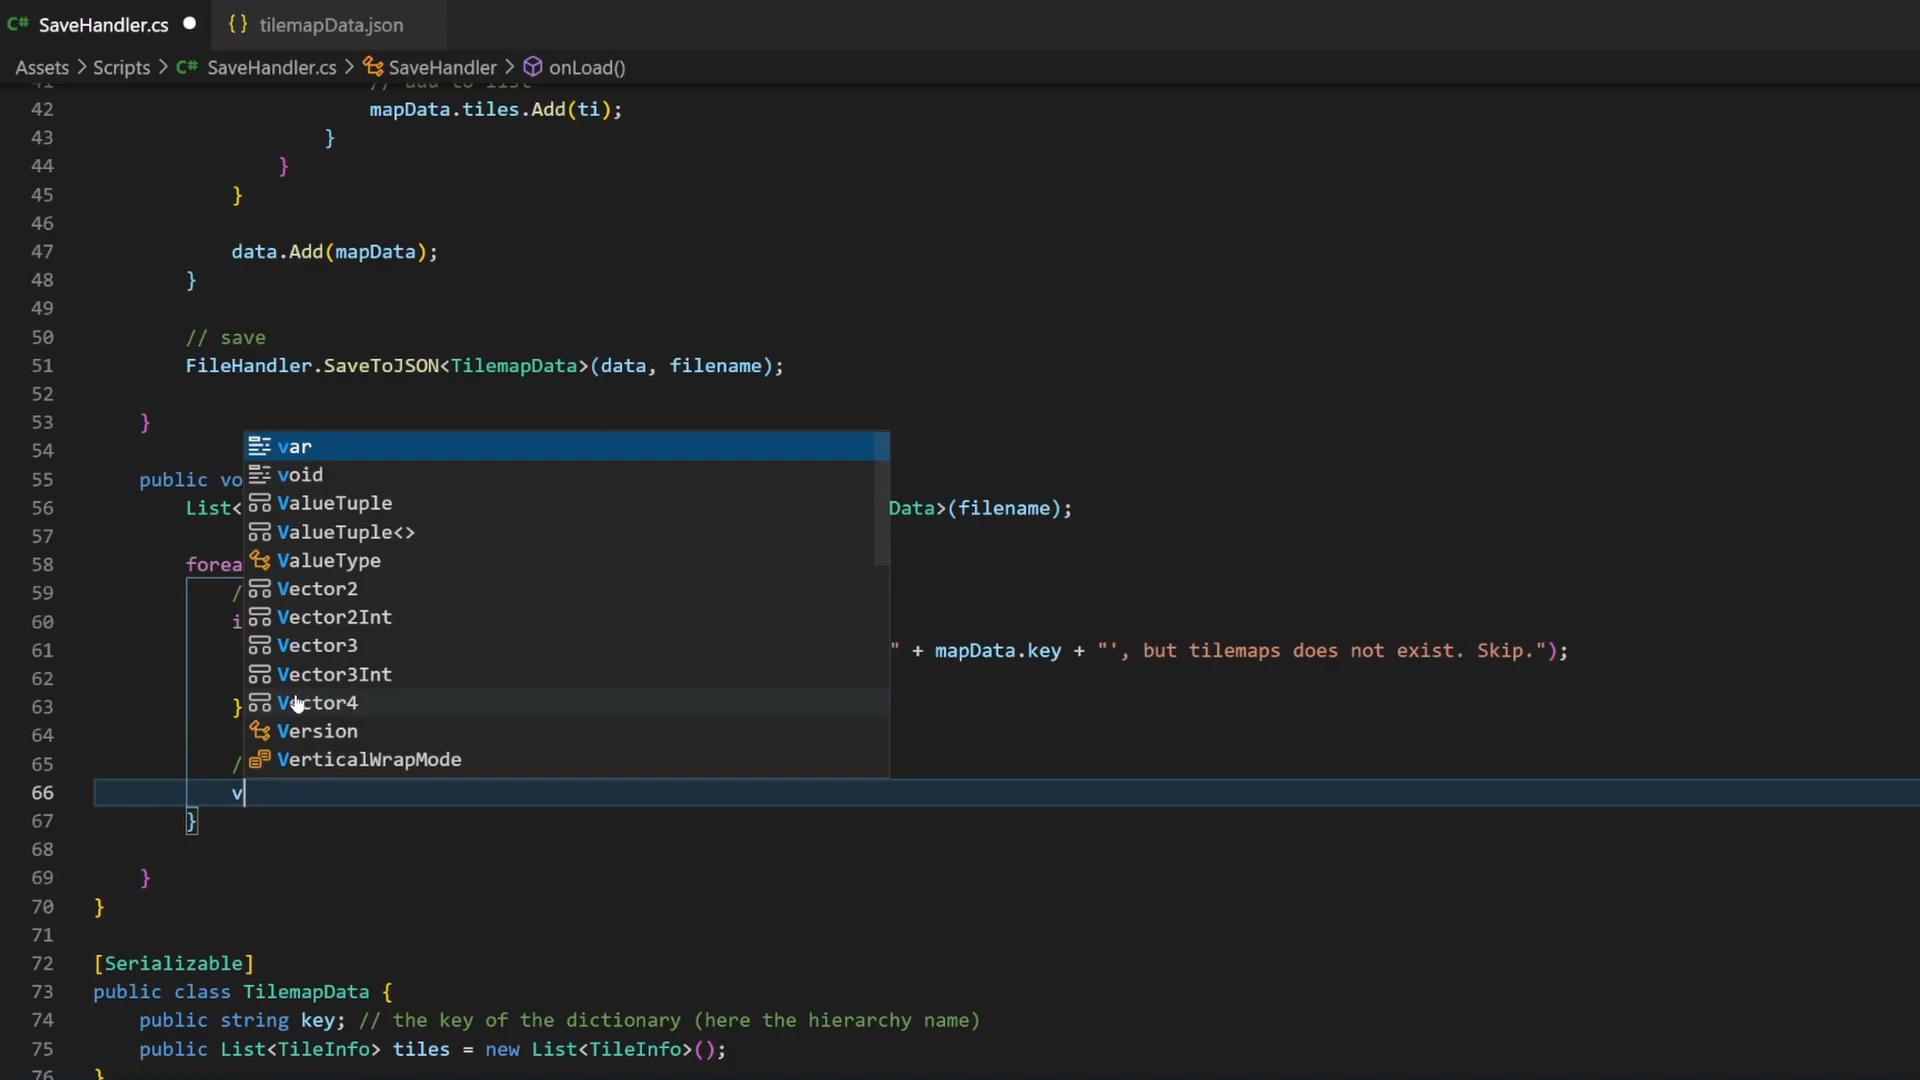 SaveHandler.cs
tilemapData.json
Assets > Scripts > SaveHandler.cs > SaveHandler > onLoad()
41 // add to list
42 mapData.tiles.Add(ti);
43 }
44 }
45 }
46
47 data.Add(mapData);
48 }
49
50 // save
51 FileHandler.SaveToJSON<TilemapData>(data, filename);
52
53 }
54
55 public vo
56 List< Data>(filename);
57
58 forea
59 /
60 i
61 " + mapData.key + "', but tilemaps does not exist. Skip.");
62
63 }
64
65 /
66 v
67 }
68
69 }
70 }
71
72 [Serializable]
73 public class TilemapData {
74 public string key; // the key of the dictionary (here the hierarchy name)
75 public List<TileInfo> tiles = new List<TileInfo>();
76 }
var
void
ValueTuple
ValueTuple<>
ValueType
Vector2
Vector2Int
Vector3
Vector3Int
Vector4
Version
VerticalWrapMode